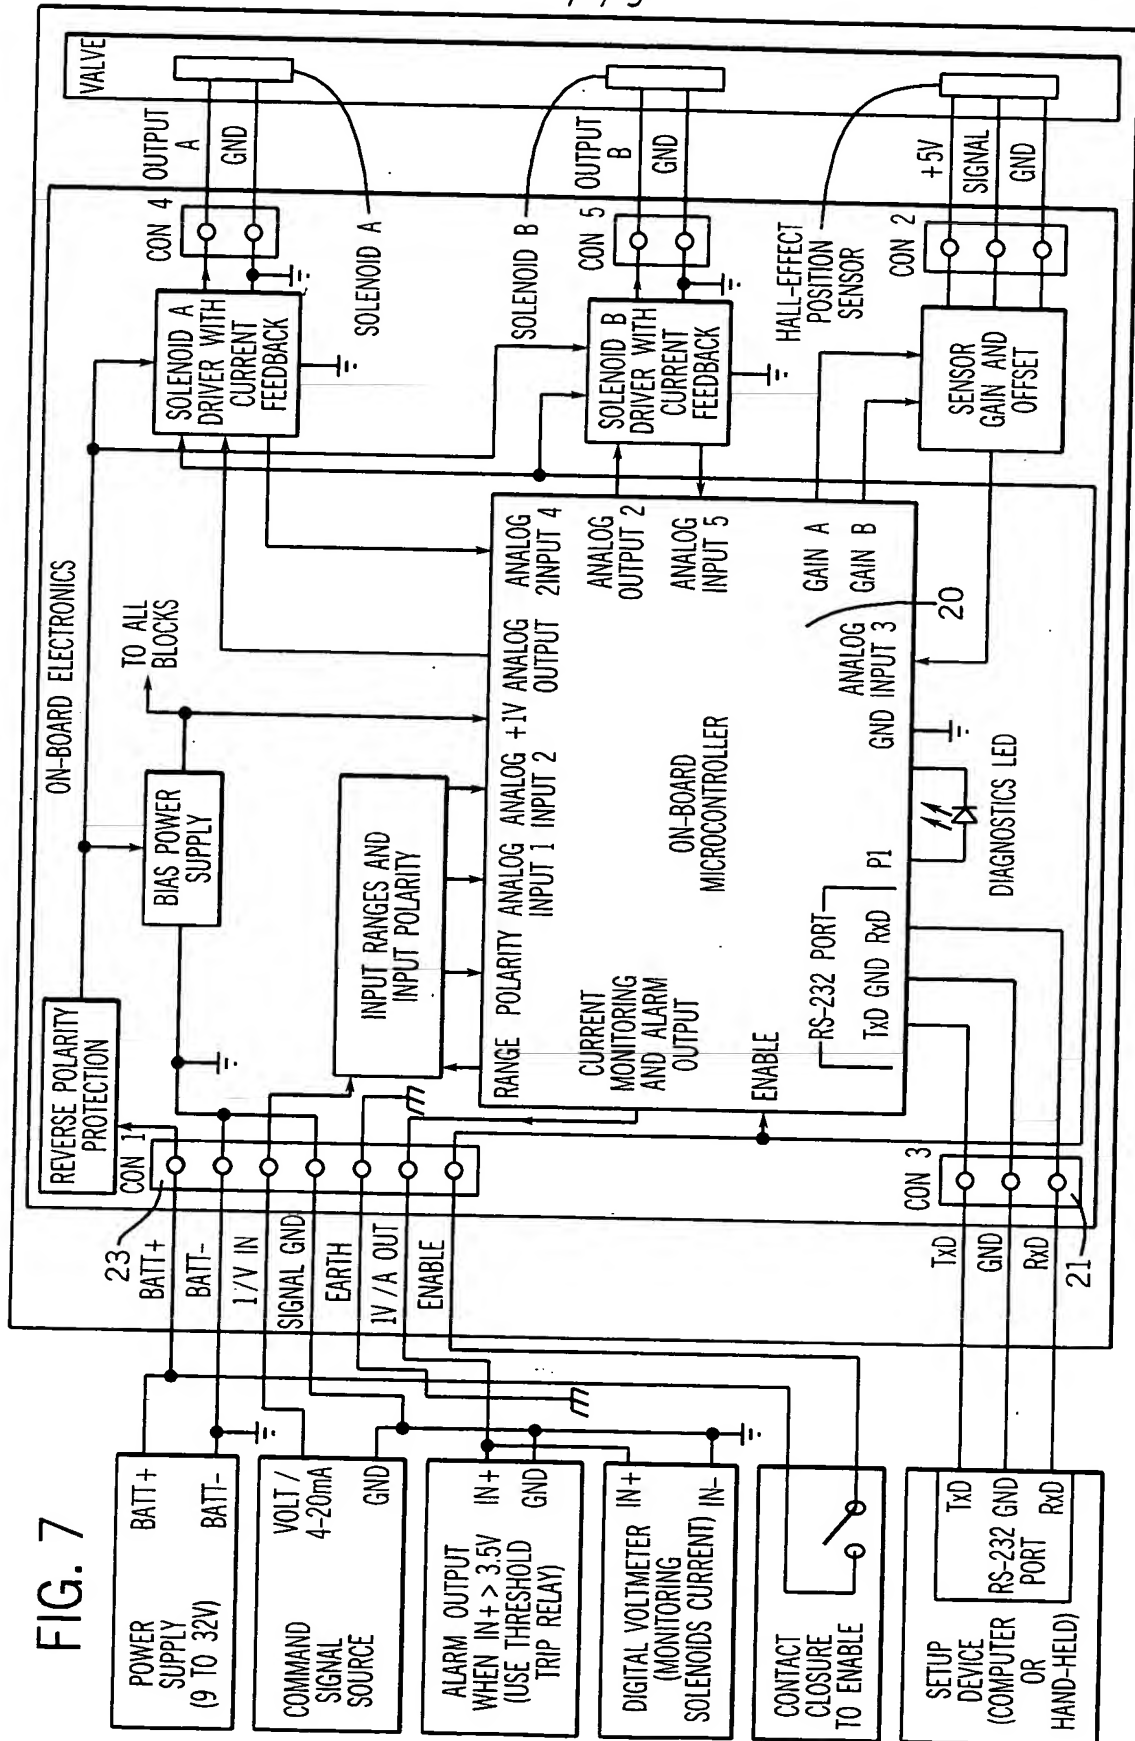 FIG. 7
POWER
SUPPLY
(9 TO 32V)
BATT+
BATT-
COMMAND
SIGNAL
SOURCE
VOLT /
4-20mA
GND
ALARM OUTPUT
WHEN IN+ > 3.5V
(USE THRESHOLD
TRIP RELAY)
IN+
GND
DIGITAL VOLTMETER
(MONITORING
SOLENOIDS CURRENT)
IN+
IN-
CONTACT
CLOSURE
TO ENABLE
SETUP
DEVICE
(COMPUTER
OR
HAND-HELD)
TxD
RS-232 GND
PORT
RxD
23
BATT+
BATT-
1/V IN
SIGNAL GND
EARTH
1V /A OUT
ENABLE
TxD
GND
RxD
21
CON 1
CON 3
REVERSE POLARITY
PROTECTION
ON-BOARD ELECTRONICS
BIAS POWER
SUPPLY
TO ALL
BLOCKS
INPUT RANGES AND
INPUT POLARITY
RANGE
POLARITY
ANALOG
INPUT 1
ANALOG
INPUT 2
+1V
ANALOG
OUTPUT
ANALOG
2INPUT 4
CURRENT
MONITORING
AND ALARM
OUTPUT
ON-BOARD
MICROCONTROLLER
ANALOG
OUTPUT 2
ANALOG
INPUT 5
ENABLE
RS-232 PORT
TxD GND RxD
P1
GND
ANALOG
INPUT 3
GAIN A
GAIN B
20
DIAGNOSTICS LED
SOLENOID A
DRIVER WITH
CURRENT
FEEDBACK
CON 4
OUTPUT
A
GND
SOLENOID A
SOLENOID B
DRIVER WITH
CURRENT
FEEDBACK
SOLENOID B
CON 5
OUTPUT
B
GND
SENSOR
GAIN AND
OFFSET
HALL-EFFECT
POSITION
SENSOR
CON 2
+5V
SIGNAL
GND
VALVE